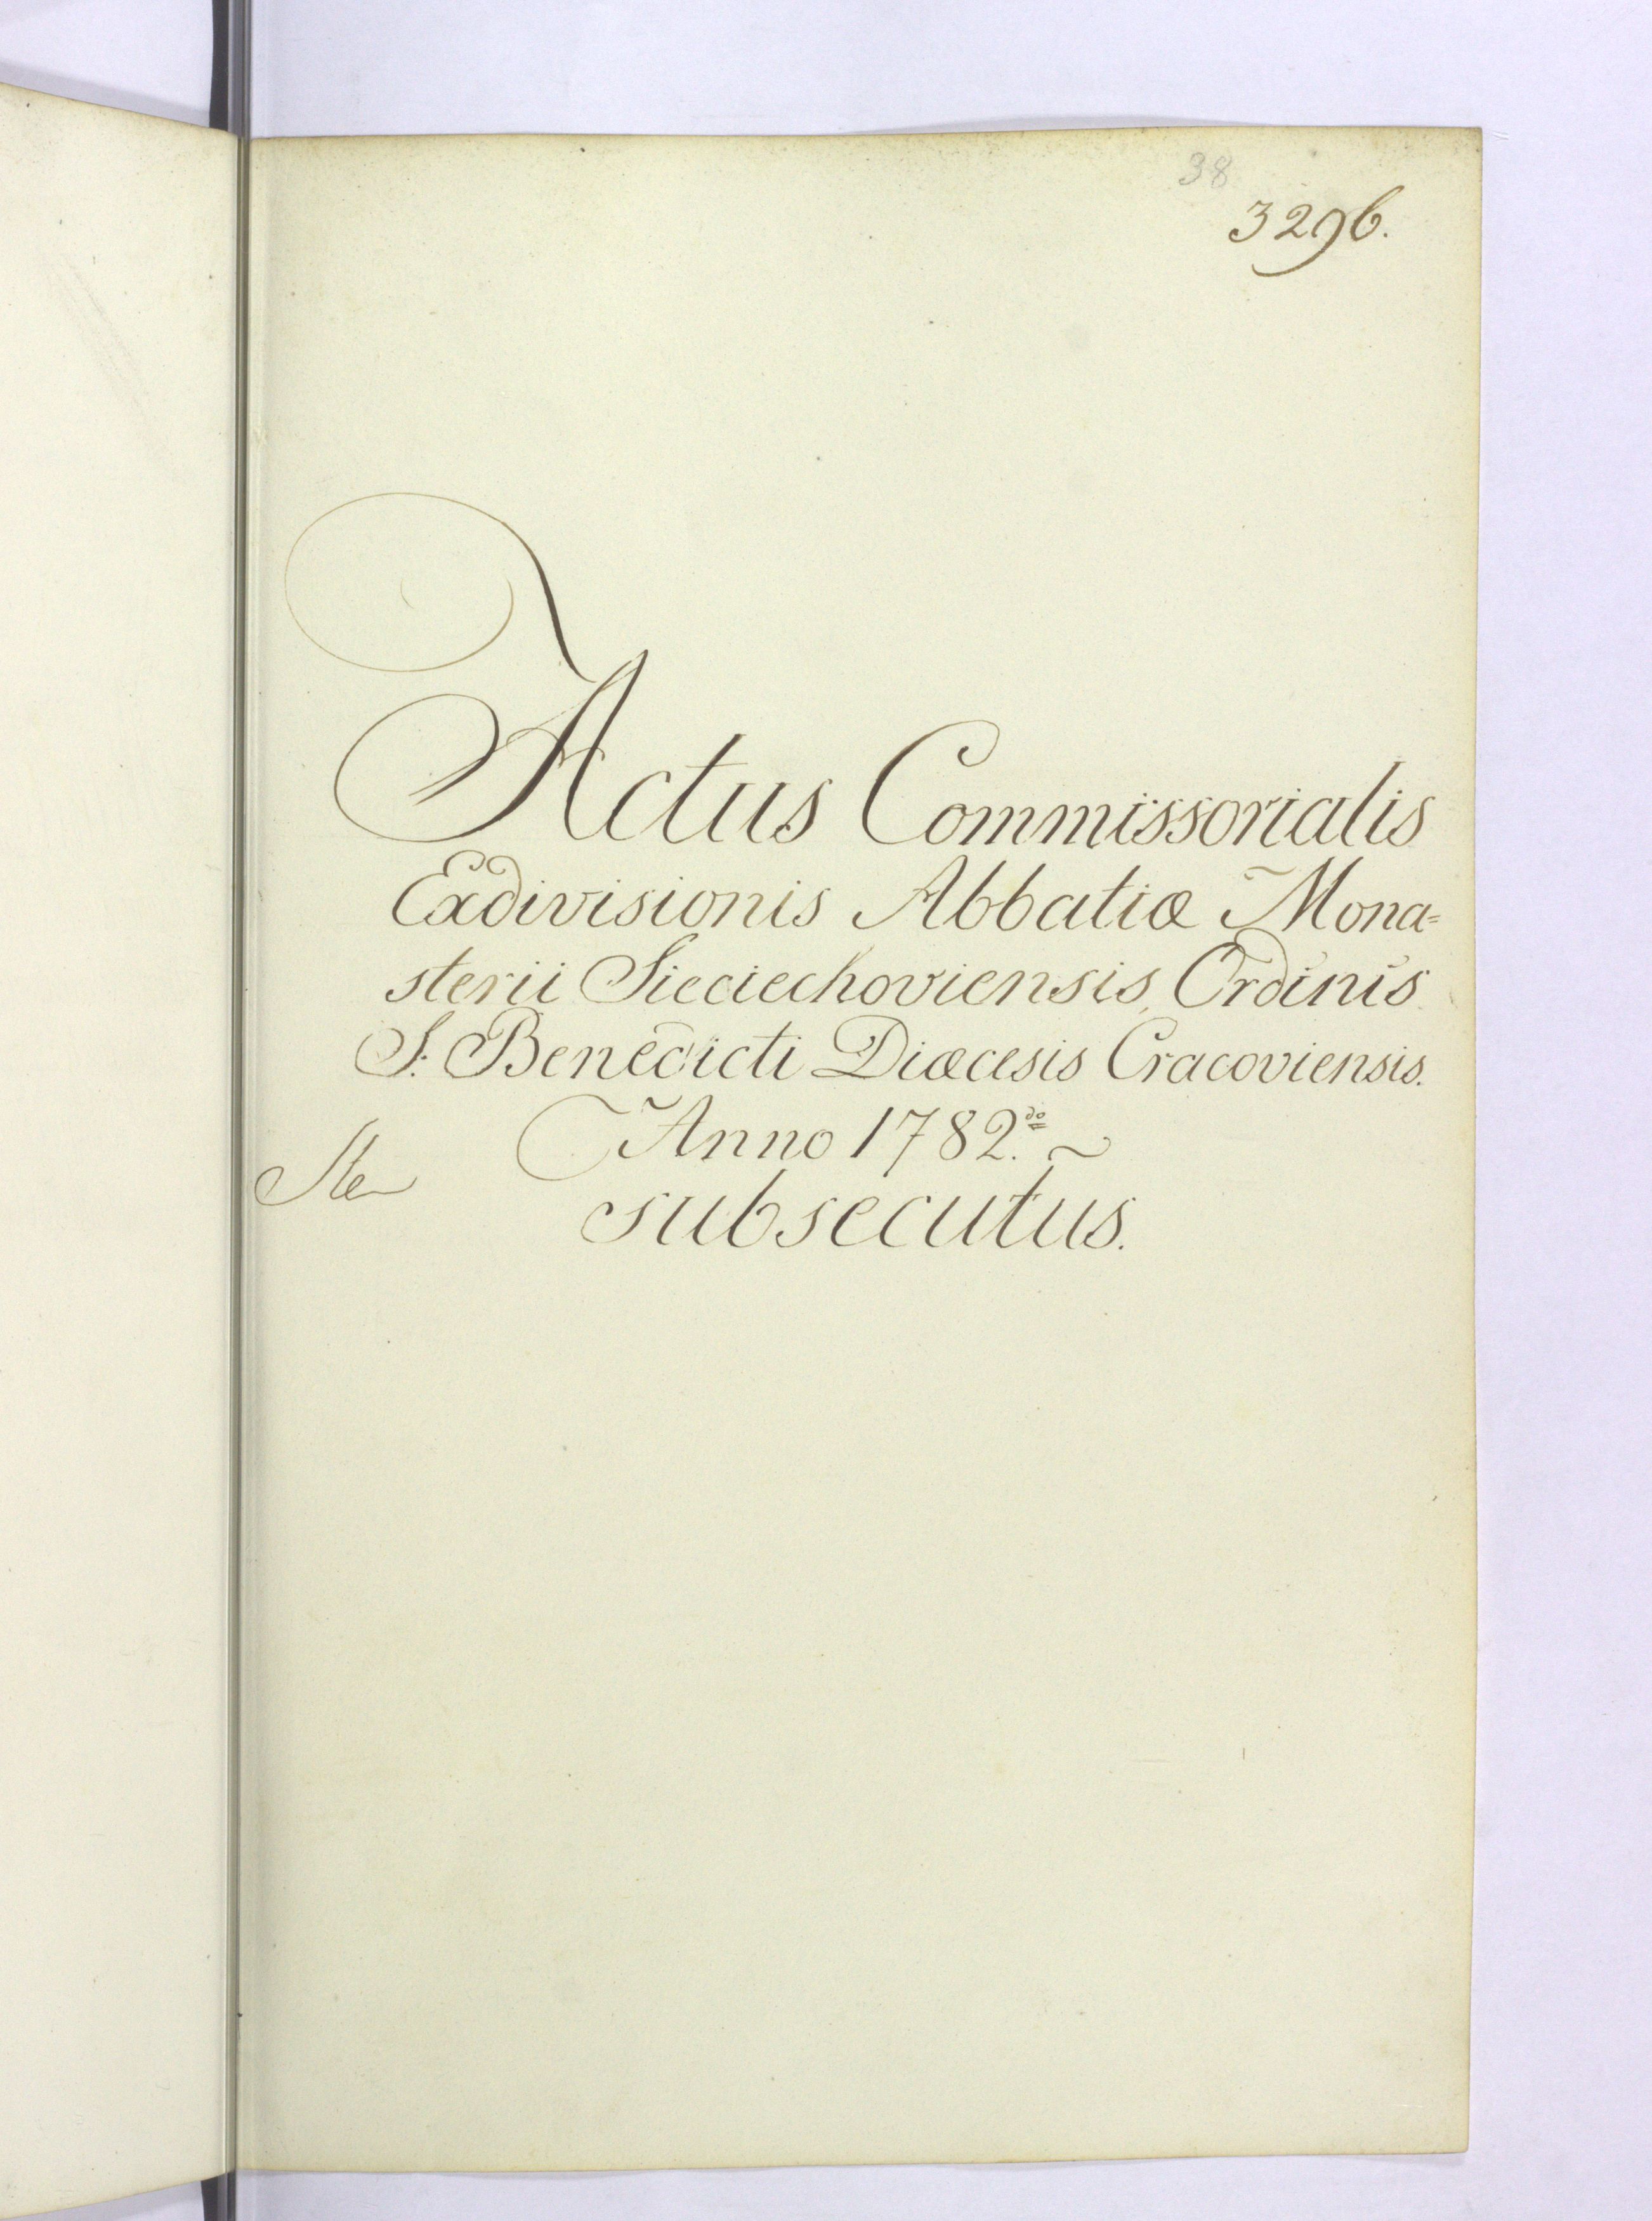 38
3296.
Actus Commissorialis
Exdivisionis Abbatiæ Mona=
sterii Sieciechoviensis, Ordinis
S: Benedicti Diœcesis Cracoviensis.
Anno 1782.do ~
subsecutus.